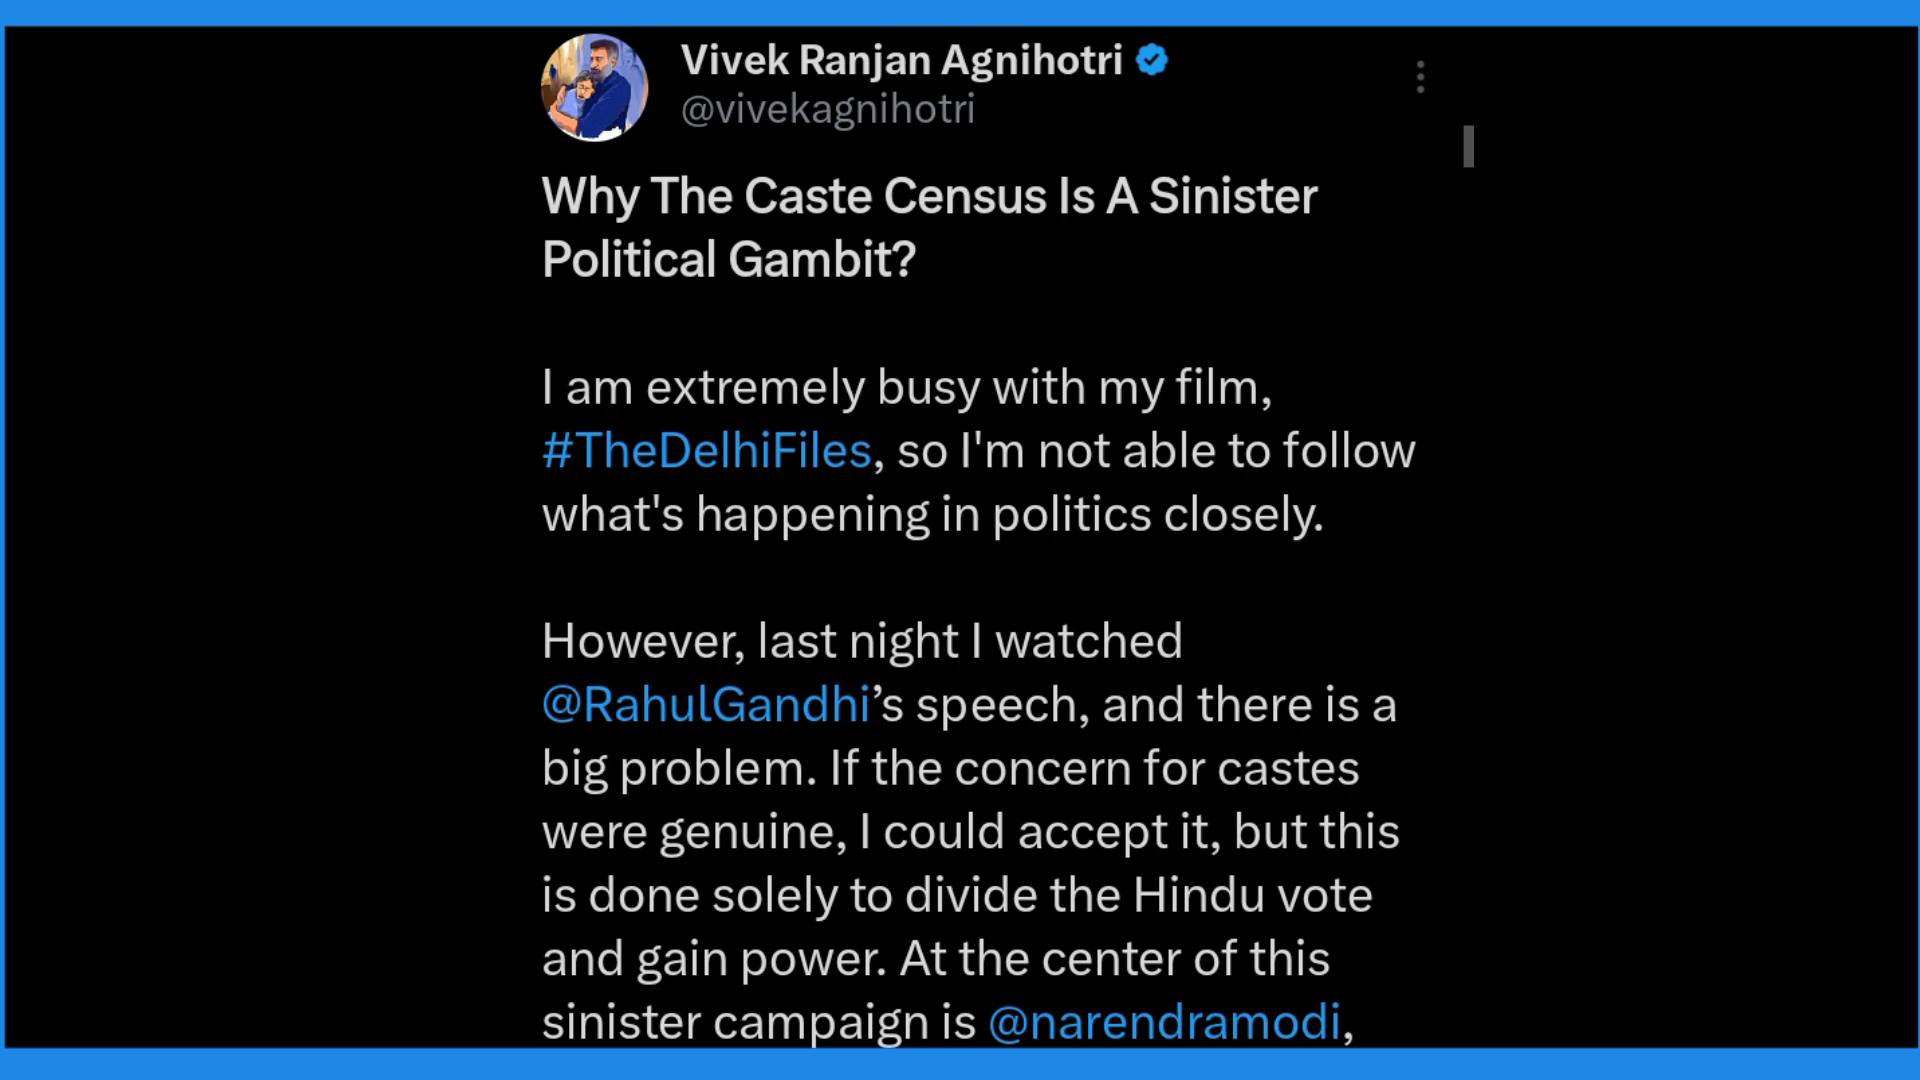 Vivek Ranjan Agnihotri
@vivekagnihotri
Why The Caste Census Is A Sinister
Political Gambit?
I am extremely busy with my film,
#TheDelhiFiles, so I'm not able to follow
what's happening in politics closely.
However, last night I watched
@RahulGandhi’s speech, and there is a
big problem. If the concern for castes
were genuine, I could accept it, but this
is done solely to divide the Hindu vote
and gain power. At the center of this
sinister campaign is @narendramodi,